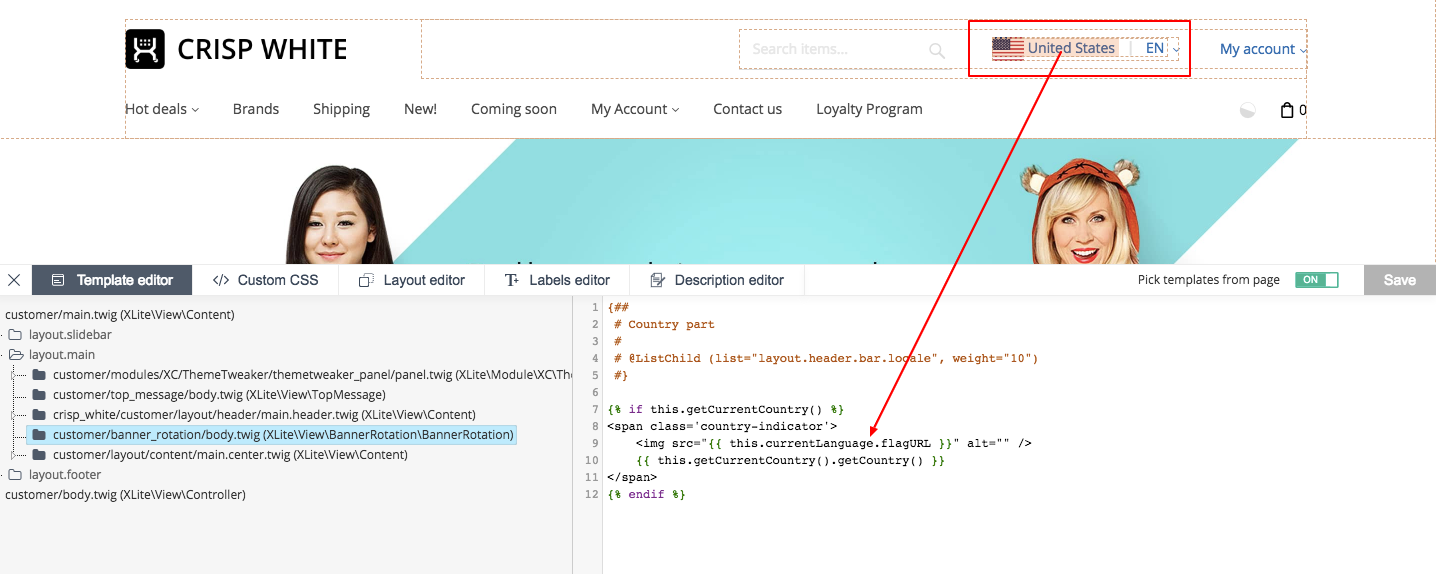 CRISP WHITE
Search items...
United States | EN
My account
Hot deals Brands Shipping New! Coming soon My Account Contact us Loyalty Program 0
Template editor </> Custom CSS Layout editor Labels editor Description editor Pick templates from page ON Save
customer/main.twig (XLite\View\Content)
layout.slidebar
layout.main
customer/modules/XC/ThemeTweaker/themetweaker_panel/panel.twig (XLite\Module\XC\The
customer/top_message/body.twig (XLite\View\TopMessage)
crisp_white/customer/layout/header/main.header.twig (XLite\View\Content)
customer/banner_rotation/body.twig (XLite\View\BannerRotation\BannerRotation)
customer/layout/content/main.center.twig (XLite\View\Content)
layout.footer
customer/body.twig (XLite\View\Controller)
1 {##
2 # Country part
3 #
4 # @ListChild (list="layout.header.bar.locale", weight="10")
5 #}
6
7 {% if this.getCurrentCountry() %}
8 <span class='country-indicator'>
9 <img src="{{ this.currentLanguage.flagURL }}" alt="" />
10 {{ this.getCurrentCountry().getCountry() }}
11 </span>
12 {% endif %}